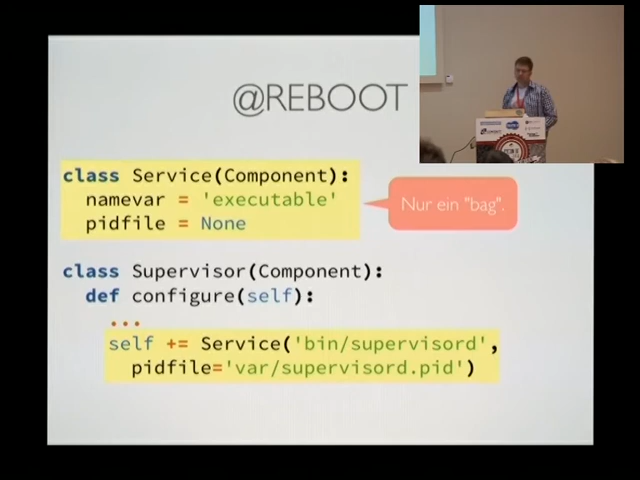 @REBOOT
class Service(Component):
namevar = 'executable'
pidfile = None
Nur ein "bag".
class Supervisor(Component):
def configure(self):
...
self += Service('bin/supervisord',
pidfile='var/supervisord.pid')